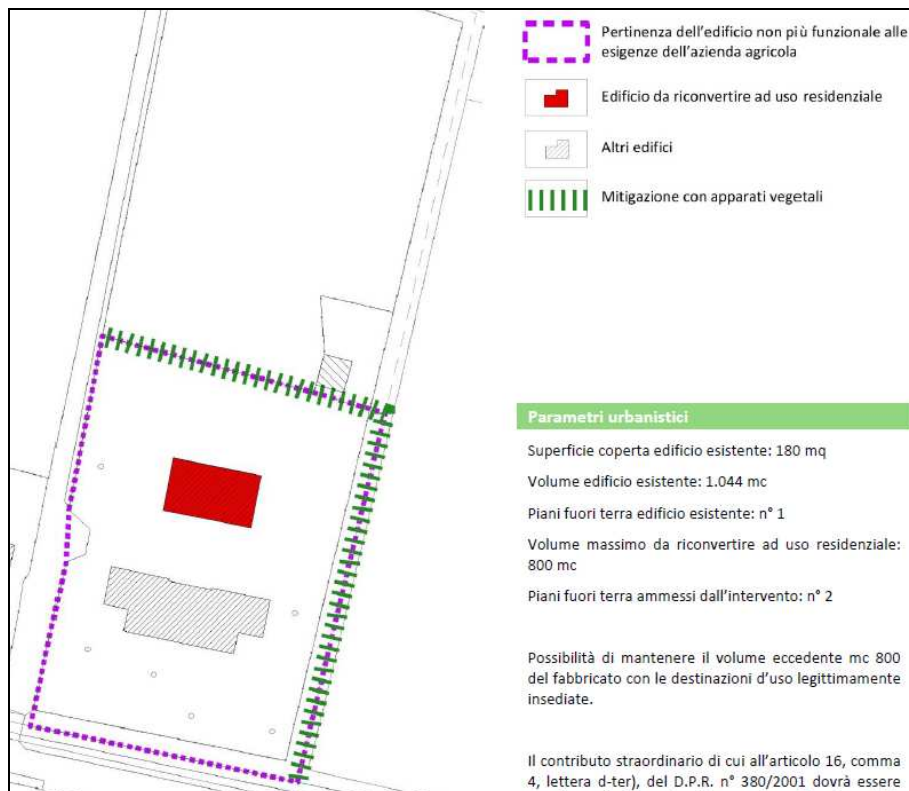 Pertinenza dell'edificio non più funzionale alle
esigenze dell'azienda agricola
Edificio da riconvertire ad uso residenziale
Altri edifici
Mitigazione con apparati vegetali
Parametri urbanistici
Superficie coperta edificio esistente: 180 mq
Volume edificio esistente: 1.044 mc
Piani fuori terra edificio esistente: n° 1
Volume massimo da riconvertire ad uso residenziale:
800 mc
Piani fuori terra ammessi dall'intervento: n° 2
Possibilità di mantenere il volume eccedente mc 800
del fabbricato con le destinazioni d'uso legittimamente
insediate.
Il contributo straordinario di cui all'articolo 16, comma
4, lettera d-ter), del D.P.R. n° 380/2001 dovrà essere